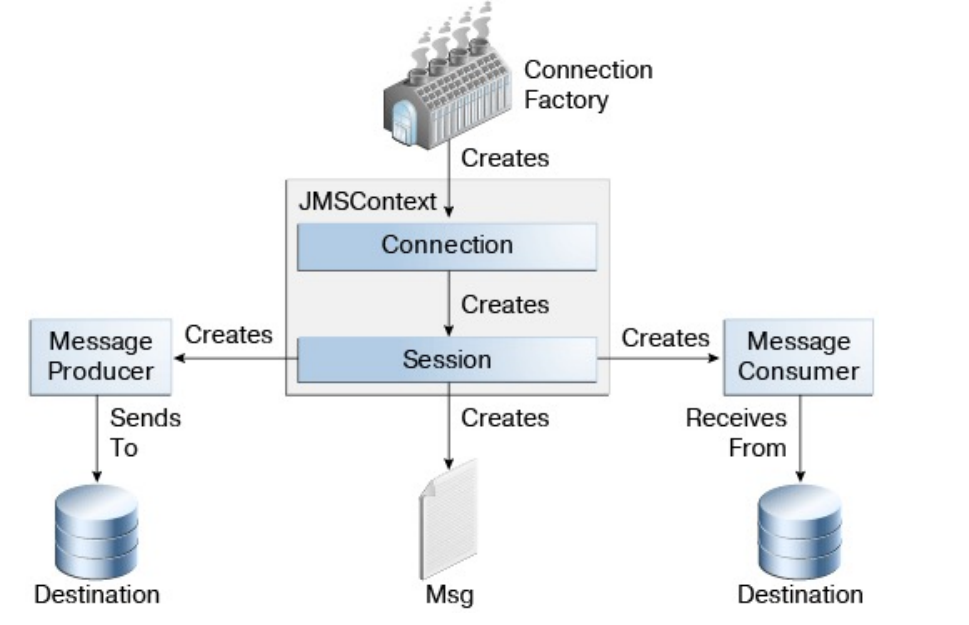 Connection
Factory
Creates
JMSContext
Connection
Creates
Message
Producer
Creates
Session
Creates
Message
Consumer
Sends
To
Creates
Receives
From
Destination
Msg
Destination